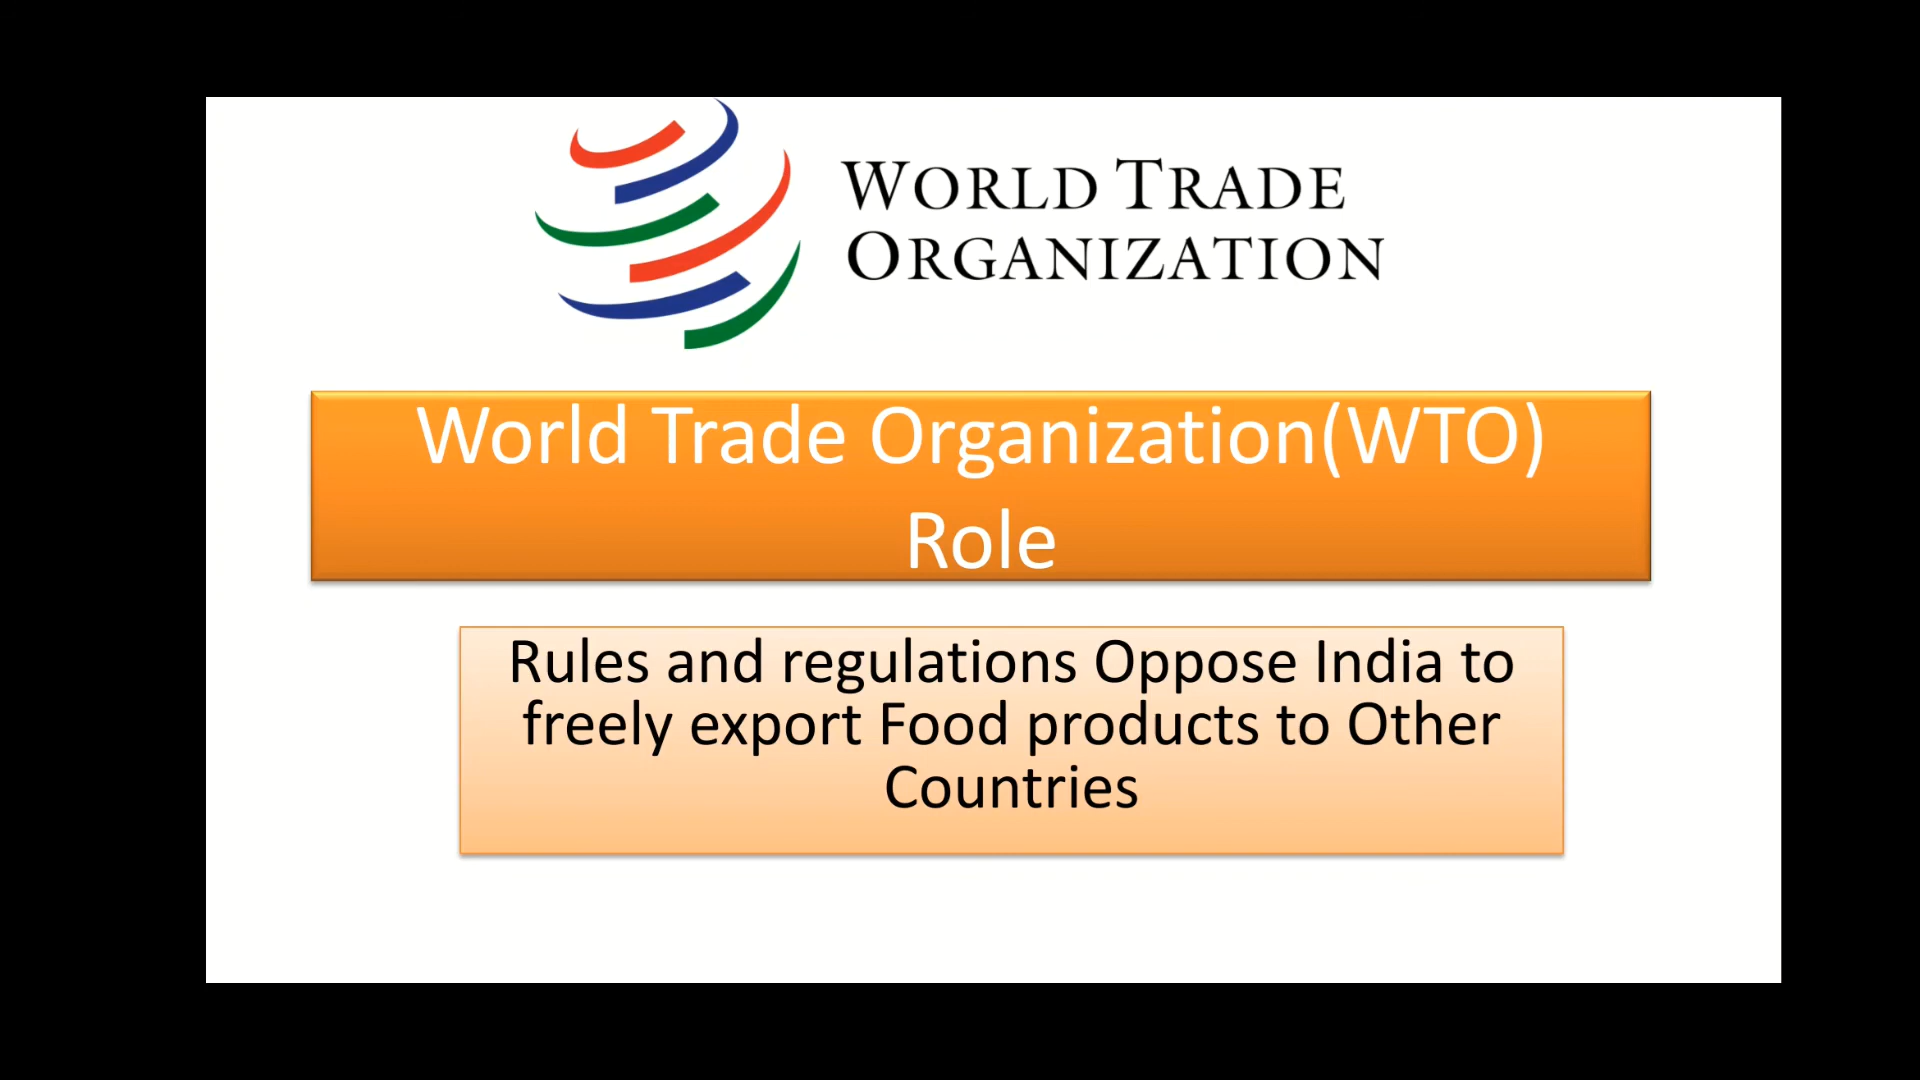 WORLD TRADE
ORGANIZATION
World Trade Organization(WTO)
Role
Rules and regulations Oppose India to
freely export Food products to Other
Countries